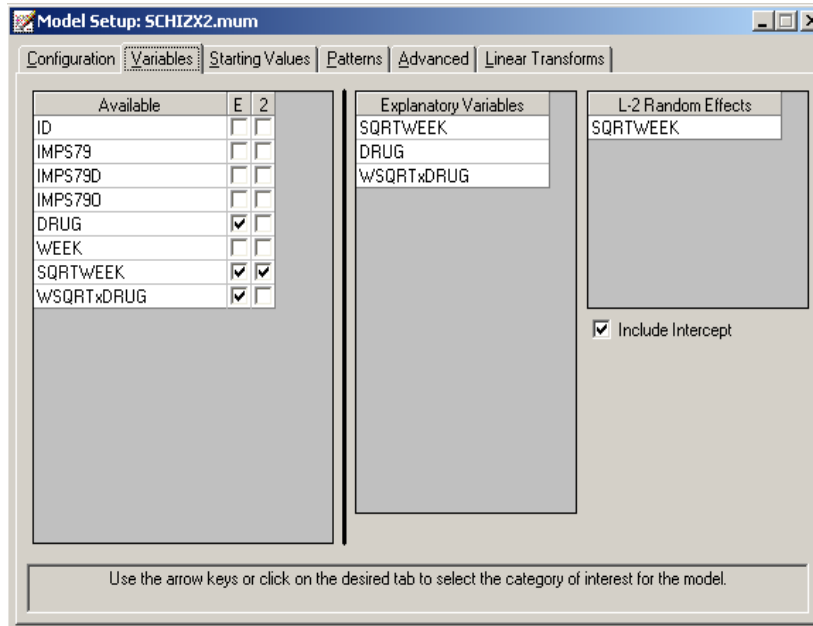 Model Setup: SCHIZX2.mum
Configuration Variables Starting Values Patterns Advanced Linear Transforms
Available E 2
ID
IMPS79
IMPS79D
IMPS79O
DRUG
WEEK
SQRTWEEK
WSQRTxDRUG
Explanatory Variables
SQRTWEEK
DRUG
WSQRTxDRUG
L-2 Random Effects
SQRTWEEK
Include Intercept
Use the arrow keys or click on the desired tab to select the category of interest for the model.